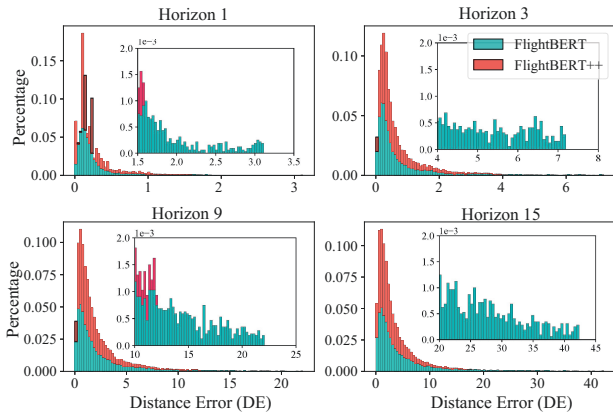 Horizon 1
Horizon 3
Percentage
0.15
0.10
0.05
0.00
0 1 2 3
1e−3
2.0
1.5
1.0
0.5
0.0
1.5 2.0 2.5 3.0 3.5
0.10
0.05
0.00
0 2 4 6
1e−3
2.0
1.5
1.0
0.5
0.0
4 5 6 7 8
FlightBERT
FlightBERT++
Horizon 9
Horizon 15
Percentage
0.100
0.075
0.050
0.025
0.000
0 5 10 15 20
1e−3
2.0
1.5
1.0
0.5
0.0
10 15 20 25
0.100
0.075
0.050
0.025
0.000
0 10 20 30 40
1e−3
2.0
1.5
1.0
0.5
0.0
20 25 30 35 40 45
Distance Error (DE)
Distance Error (DE)